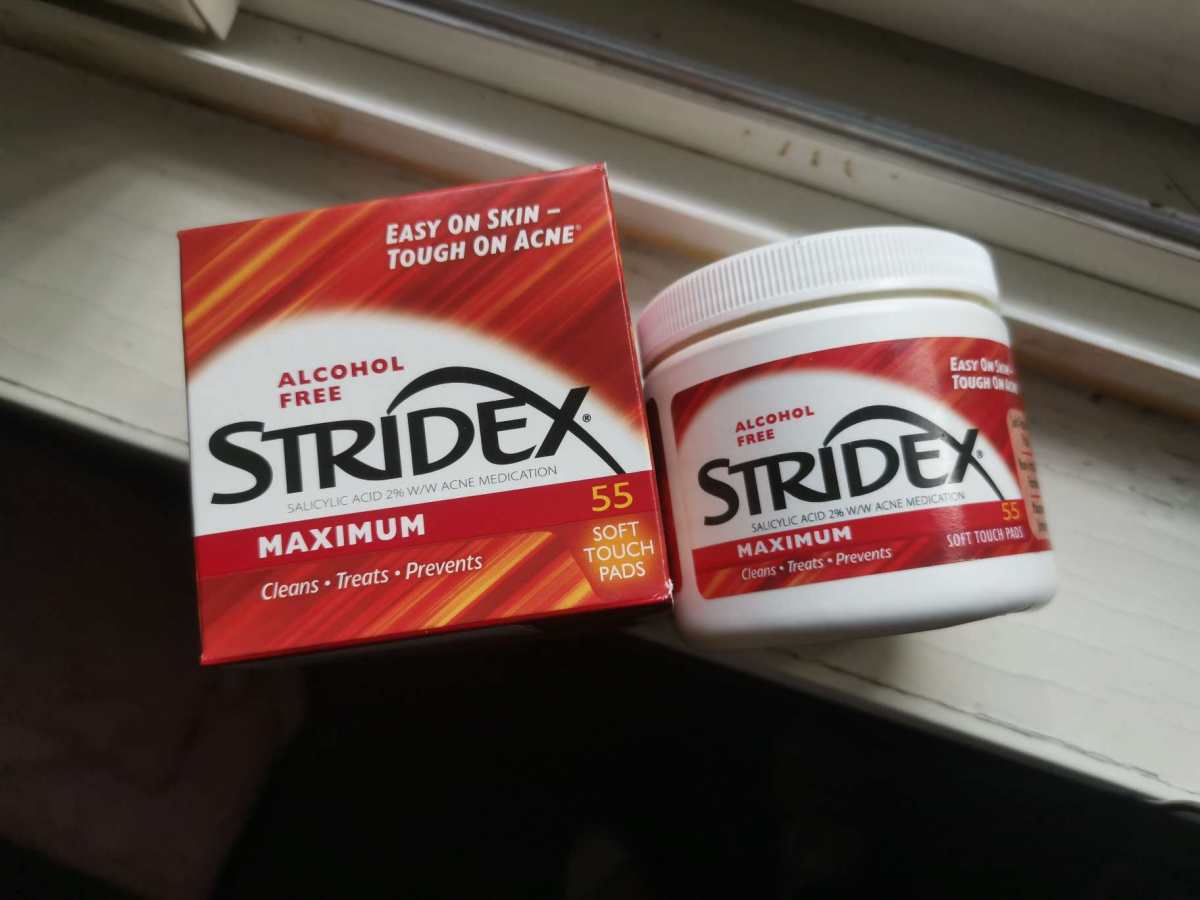 EASY ON SKIN –
TOUGH ON ACNE®
ALCOHOL
FREE
STRIDEX®
SALICYLIC ACID 2% W/W ACNE MEDICATION
MAXIMUM
55
SOFT
TOUCH
PADS
Cleans • Treats • Prevents
EASY ON SKIN –
TOUGH ON ACNE
ALCOHOL
FREE
STRIDEX®
SALICYLIC ACID 2% W/W ACNE MEDICATION
55
MAXIMUM
SOFT TOUCH PADS
Cleans • Treats • Prevents